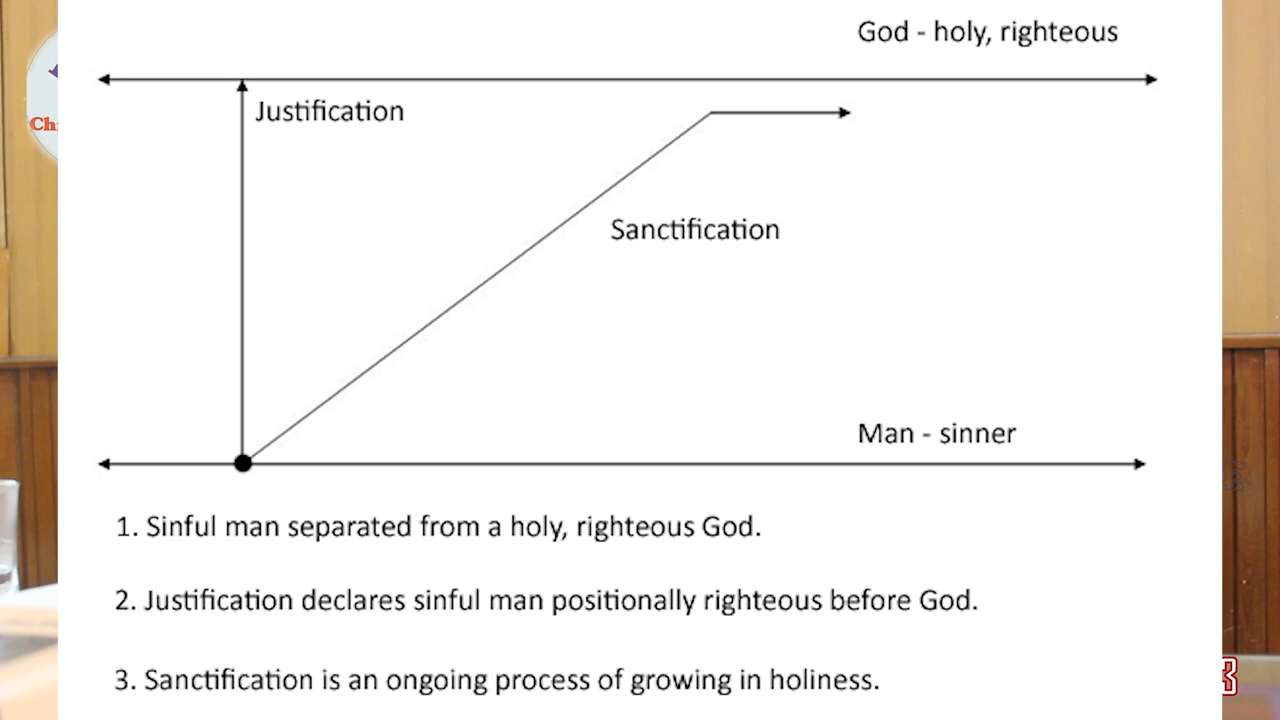 God - holy, righteous
Justification
Sanctification
Man - sinner
1. Sinful man separated from a holy, righteous God.
2. Justification declares sinful man positionally righteous before God.
3. Sanctification is an ongoing process of growing in holiness.